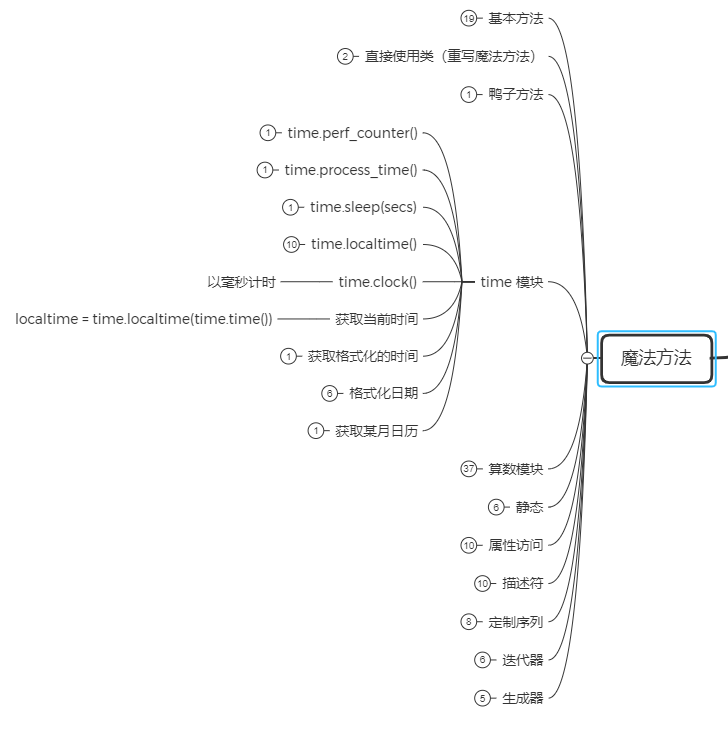 19 基本方法
2 直接使用类（重写魔法方法）
1 鸭子方法
1 time.perf_counter()
1 time.process_time()
1 time.sleep(secs)
10 time.localtime()
以毫秒计时 time.clock() time 模块
localtime = time.localtime(time.time()) 获取当前时间
1 获取格式化的时间
魔法方法
6 格式化日期
1 获取某月日历
37 算数模块
6 静态
10 属性访问
10 描述符
8 定制序列
6 迭代器
5 生成器